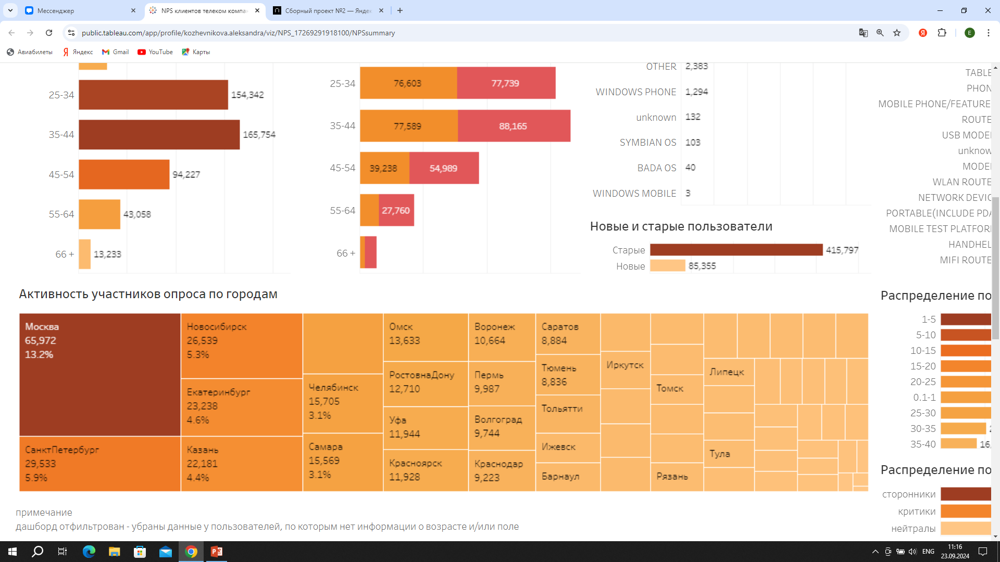 Мессенджер
NPS клиентов телеком компа
Сборный проект №2 — Яндек
public.tableau.com/app/profile/kozhevnikova.aleksandra/viz/NPS_17269291918100/NPSsummary
Я
E
Авиабилеты
Яндекс
Gmail
YouTube
Карты
25-34
154,342
35-44
165,754
45-54
94,227
55-64
43,058
66 +
13,233
25-34
76,603
77,739
35-44
77,589
88,165
45-54
39,238
54,989
55-64
27,760
66 +
OTHER
2,383
WINDOWS PHONE
1,294
unknown
132
SYMBIAN OS
103
BADA OS
40
WINDOWS MOBILE
3
Новые и старые пользователи
Старые
415,797
Новые
85,355
TABLE
PHON
MOBILE PHONE/FEATURE
ROUTE
USB MODE
unknow
MODE
WLAN ROUTE
NETWORK DEVIC
PORTABLE(INCLUDE PDA
MOBILE TEST PLATFOR
HANDHEL
MIFI ROUTE
Активность участников опроса по городам
Москва
65,972
13.2%
СанктПетербург
29,533
5.9%
Новосибирск
26,539
5.3%
Екатеринбург
23,238
4.6%
Казань
22,181
4.4%
Челябинск
15,705
3.1%
Самара
15,569
3.1%
Омск
13,633
РостовнаДону
12,710
Уфа
11,944
Красноярск
11,928
Воронеж
10,664
Пермь
9,987
Волгоград
9,744
Краснодар
9,223
Саратов
8,884
Тюмень
8,836
Тольятти
Ижевск
Барнаул
Иркутск
Томск
Рязань
Липецк
Тула
Распределение по
1-5
5-10
10-15
15-20
20-25
0.1-1
25-30
30-35
35-40
16,
Распределение по
сторонники
критики
нейтралы
примечание
дашборд отфильтрован - убраны данные у пользователей, по которым нет информации о возрасте и/или поле
ENG
11:16
23.09.2024